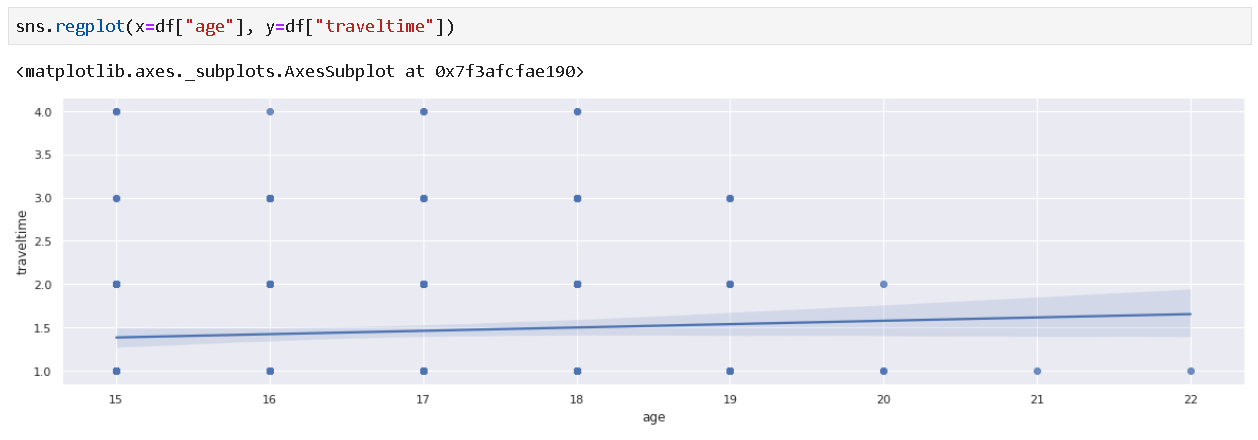 sns.regplot(x=df["age"], y=df["traveltime"])
<matplotlib.axes._subplots.AxesSubplot at 0x7f3afcfae190>
4.0
3.5
3.0
2.5
2.0
1.5
1.0
traveltime
15 16 17 18 19 20 21 22
age